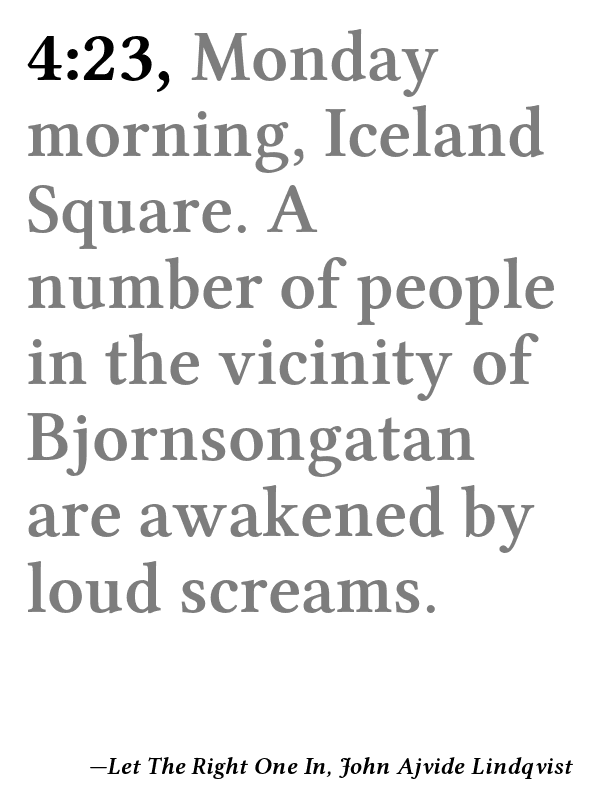 4:23, Monday
morning, Iceland
Square. A
number of people
in the vicinity of
Bjornsongatan
are awakened by
loud screams.
—Let The Right One In, John Ajvide Lindqvist